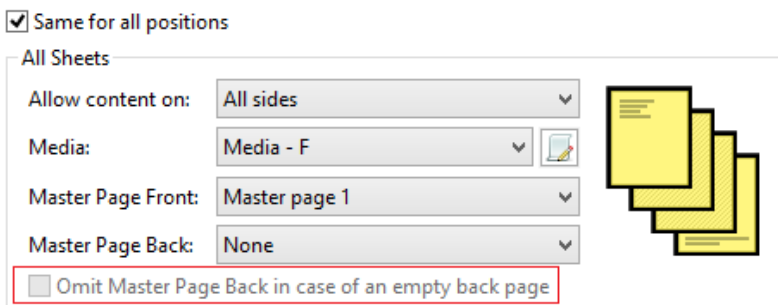 Same for all positions
All Sheets
Allow content on: All sides
Media: Media - F
Master Page Front: Master page 1
Master Page Back: None
Omit Master Page Back in case of an empty back page